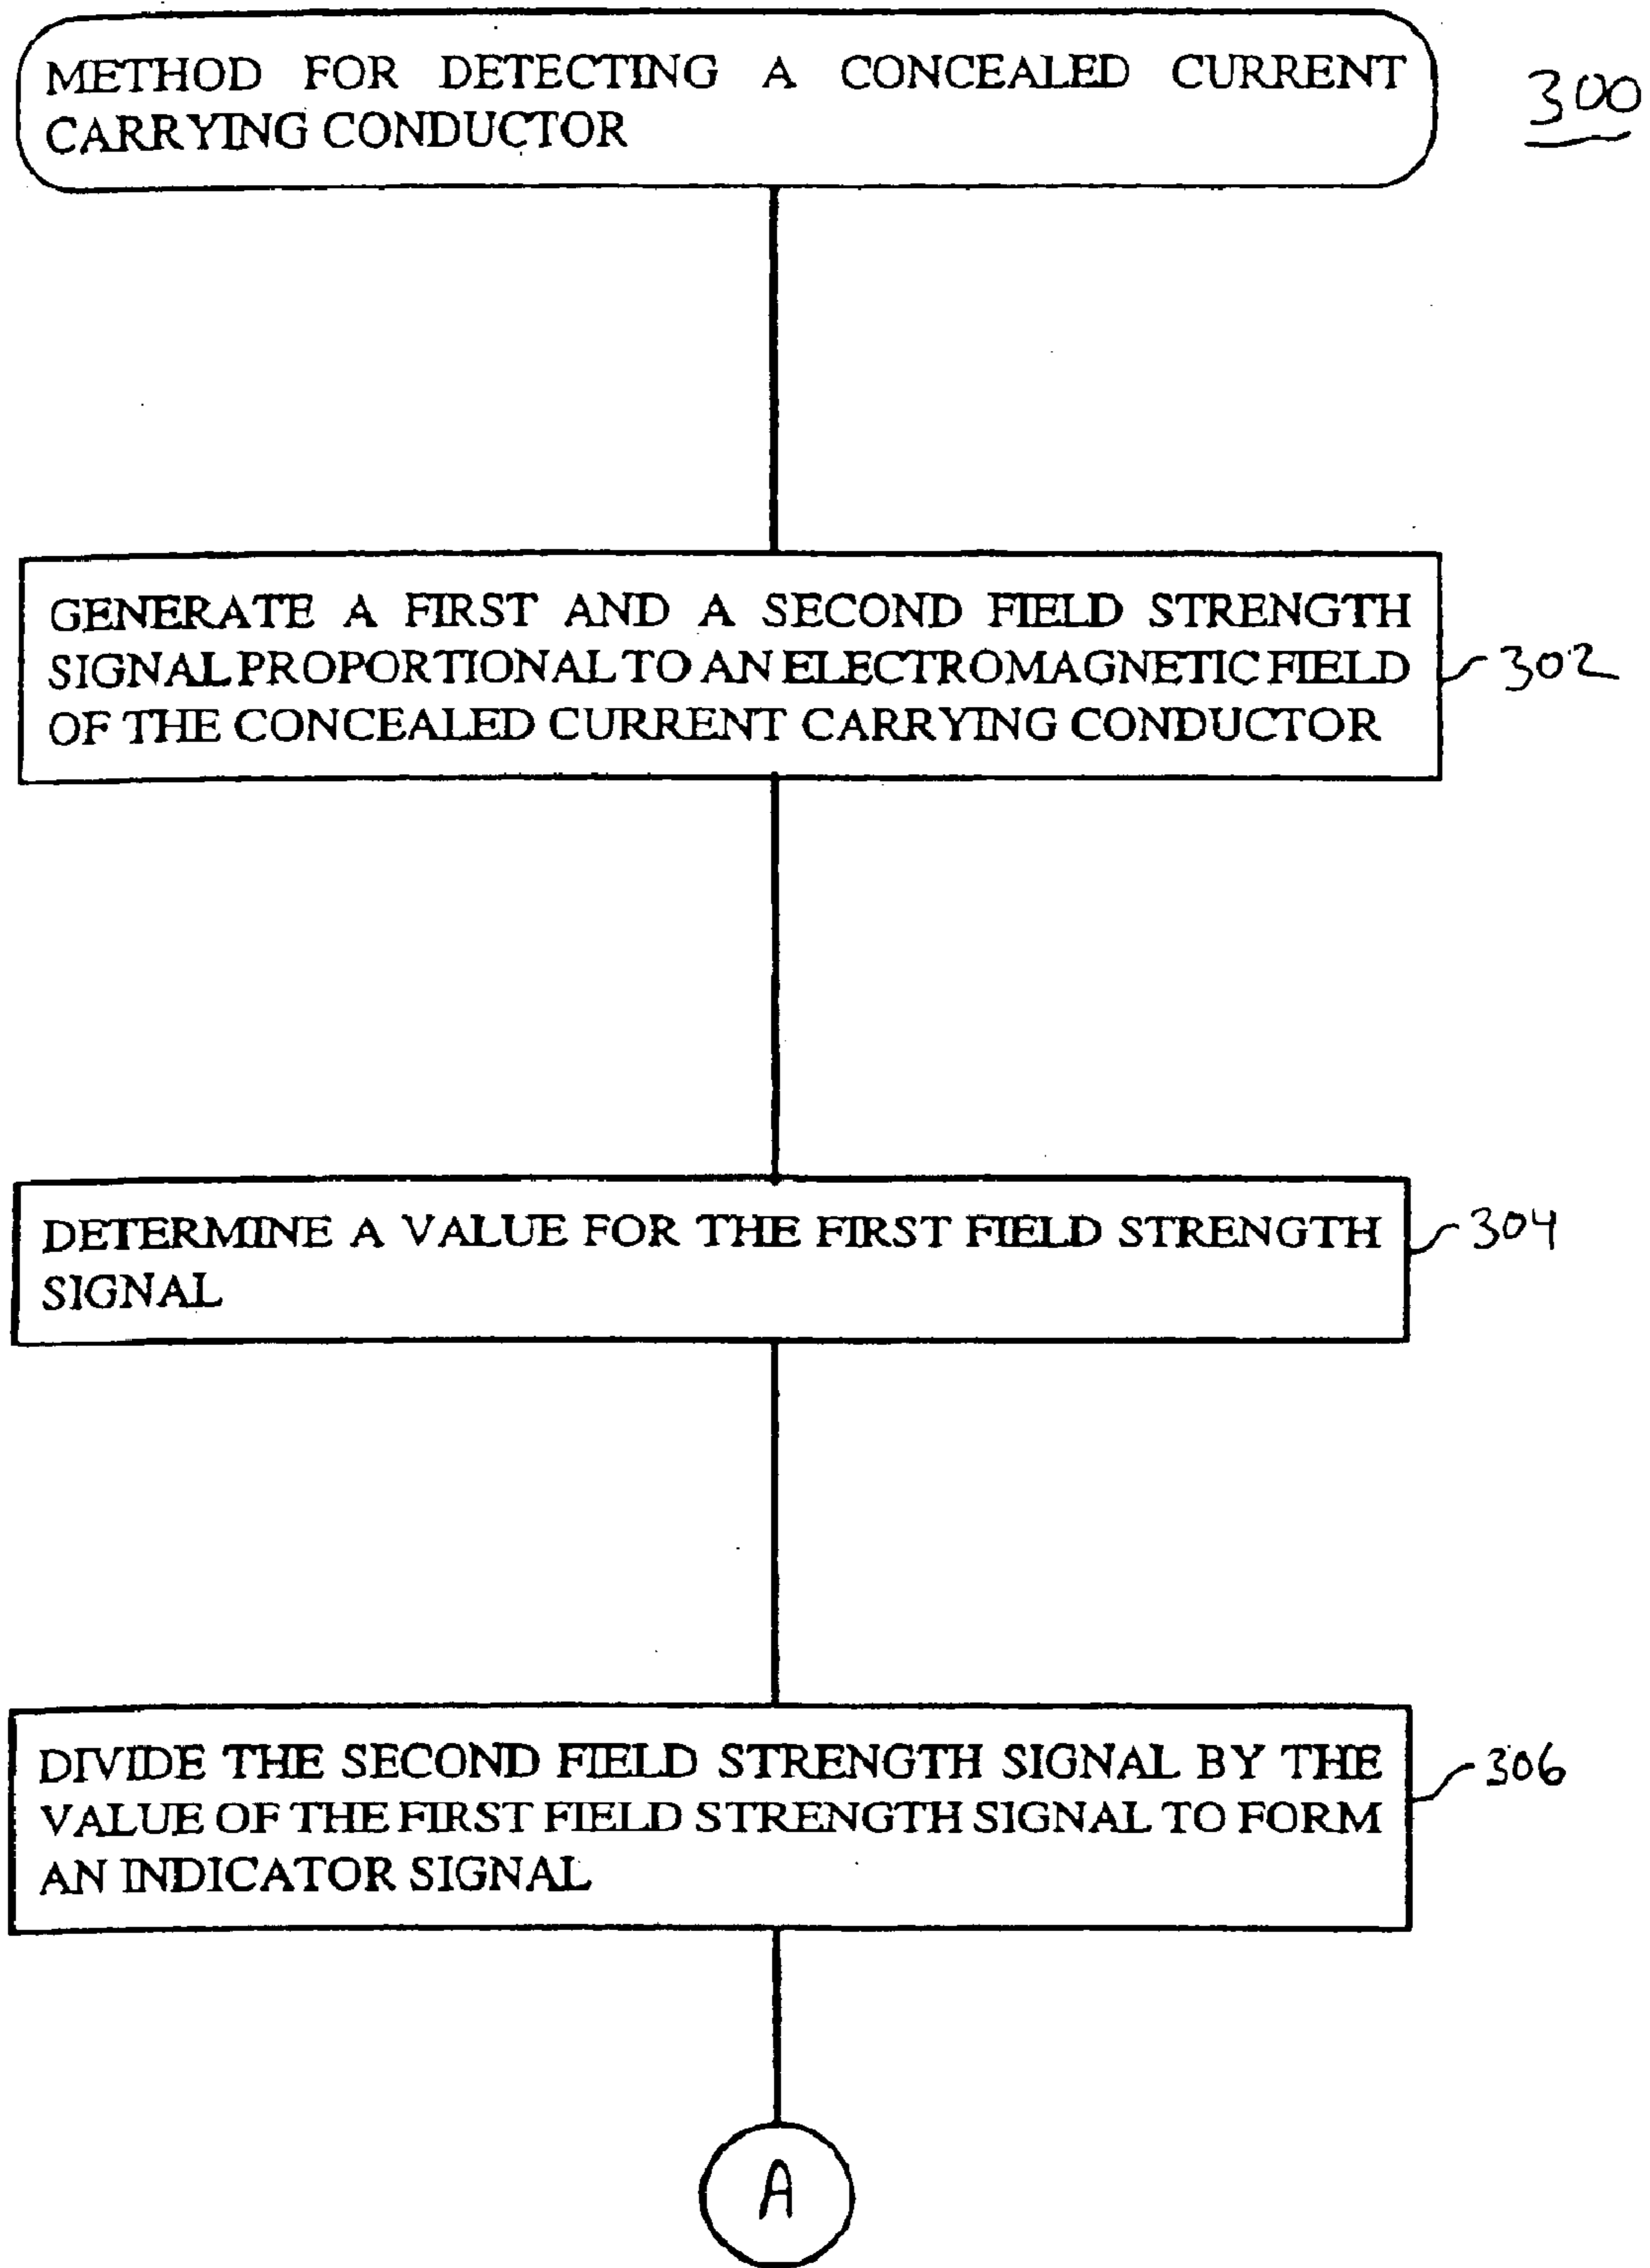 METHOD FOR DETECTING A CONCEALED CURRENT
CARRYING CONDUCTOR
300
GENERATE A FIRST AND A SECOND FIELD STRENGTH
SIGNAL PROPORTIONAL TO AN ELECTROMAGNETIC FIELD
OF THE CONCEALED CURRENT CARRYING CONDUCTOR
302
DETERMINE A VALUE FOR THE FIRST FIELD STRENGTH
SIGNAL
304
DIVIDE THE SECOND FIELD STRENGTH SIGNAL BY THE
VALUE OF THE FIRST FIELD STRENGTH SIGNAL TO FORM
AN INDICATOR SIGNAL
306
A